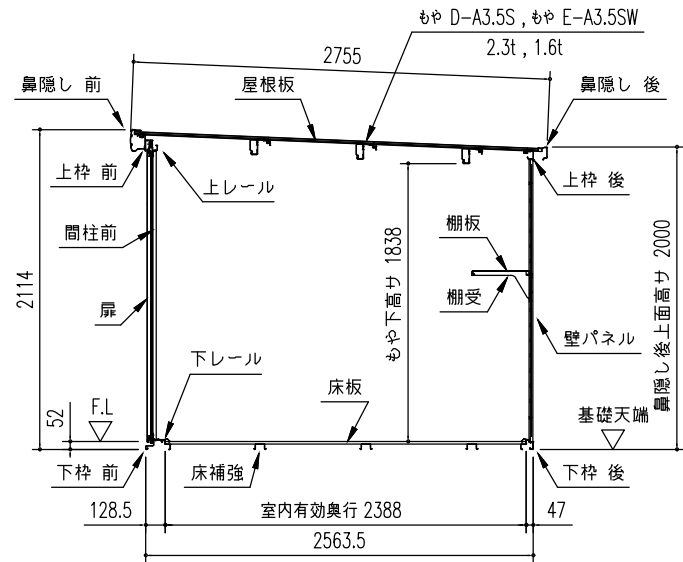 もや D-A3.5S , もや E-A3.5SW
2.3t , 1.6t
2755
鼻隠し 前
屋根板
鼻隠し 後
上枠 前
上レール
上枠 後
間柱前
棚板
もや下高サ 1838
鼻隠し後上面高サ 2000
2114
扉
棚受
壁パネル
下レール
床板
52
F.L
基礎天端
下枠 前
床補強
下枠 後
128.5
室内有効奥行 2388
47
2563.5